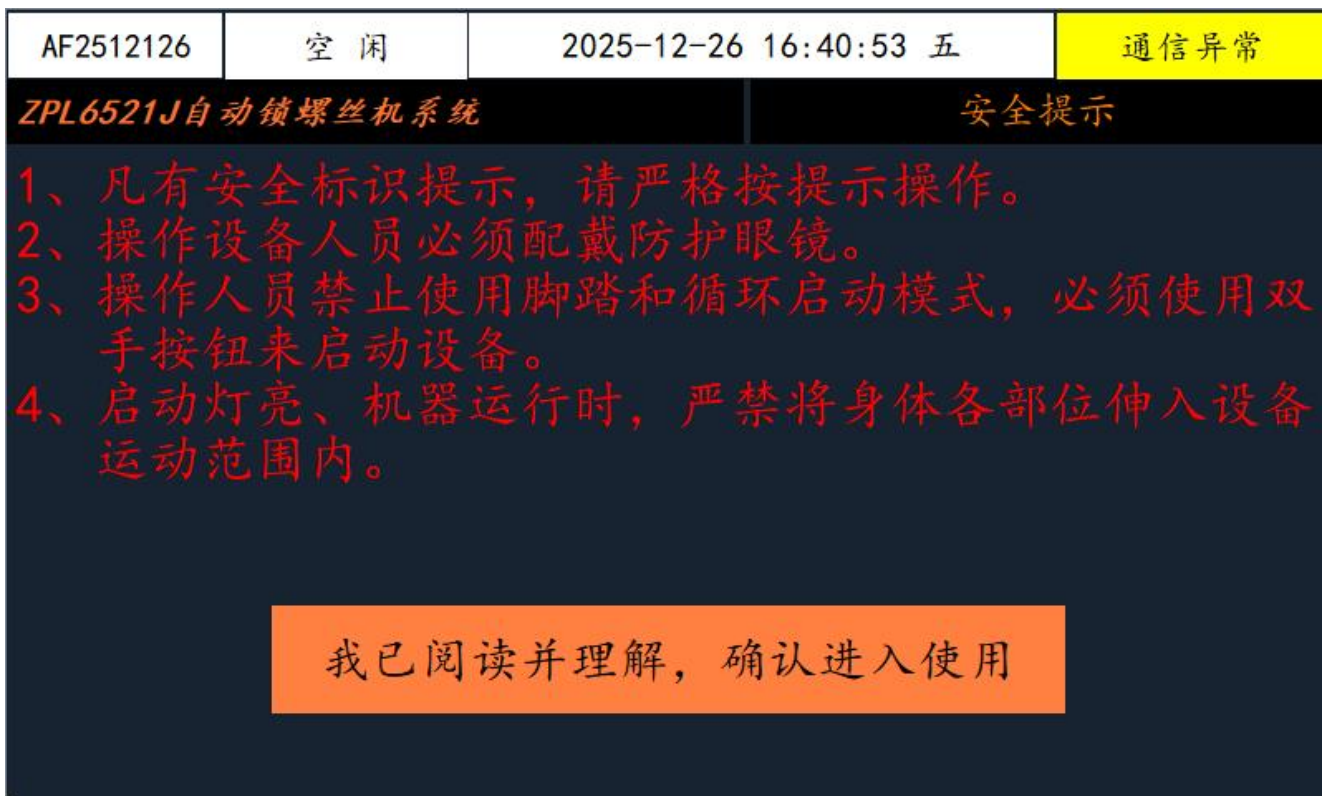 AF2512126 空 闲 2025-12-26 16:40:53 五 通信异常
ZPL6521J自动锁螺丝机系统 安全提示
1、凡有安全标识提示，请严格按提示操作。
2、操作设备人员必须配戴防护眼镜。
3、操作人员禁止使用脚踏和循环启动模式，必须使用双
手按钮来启动设备。
4、启动灯亮、机器运行时，严禁将身体各部位伸入设备
运动范围内。
我已阅读并理解，确认进入使用